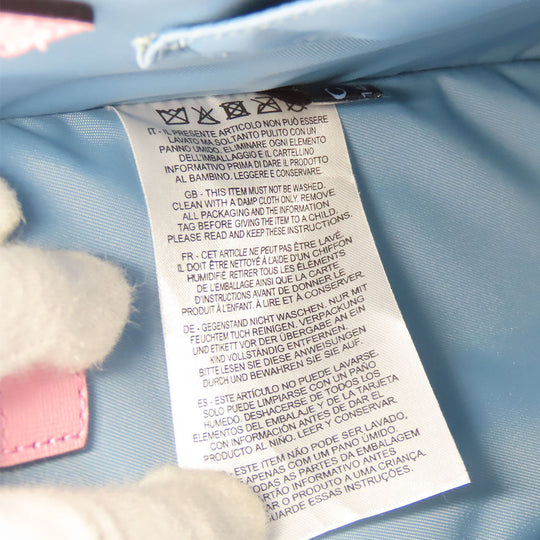 IT - IL PRESENTE ARTICOLO NON PUÒ ESSERE
LAVATO MA SOLTANTO PULITO CON UN
PANNO UMIDO. ELIMINARE OGNI ELEMENTO
DELL'IMBALLAGGIO E IL CARTELLINO
INFORMATIVO PRIMA DI DARE IL PRODOTTO
AL BAMBINO. LEGGERE E CONSERVARE.
GB - THIS ITEM MUST NOT BE WASHED.
CLEAN WITH A DAMP CLOTH ONLY. REMOVE
ALL PACKAGING AND THE INFORMATION
TAG BEFORE GIVING THE ITEM TO A CHILD.
PLEASE READ AND KEEP THESE INSTRUCTIONS.
FR - CET ARTICLE NE PEUT PAS ÊTRE LAVÉ.
IL DOIT ÊTRE NETTOYÉ À L'AIDE D'UN CHIFFON
HUMIDIFIÉ RETIRER TOUS LES ÉLÉMENTS
DE L'EMBALLAGE AINSI QUE LA CARTE
D'INSTRUCTIONS AVANT DE DONNER LE
PRODUIT À L'ENFANT. À LIRE ET À CONSERVER.
DE - GEGENSTAND NICHT WASCHEN. NUR MIT
FEUCHTEM TUCH REINIGEN. VERPACKUNG
UND ETIKETT VOR DER ÜBERGABE AN EIN
KIND VOLLSTÄNDIG ENTFERNEN.
BITTE LESEN SIE DIESE ANWEISUNGEN
DURCH UND BEWAHREN SIE SIE AUF.
ES - ESTE ARTÍCULO NO PUEDE LAVARSE.
SOLO PUEDE LIMPIARSE CON UN PAÑO
HUMEDO. DESHACERSE DE TODOS LOS
ELEMENTOS DEL EMBALAJE Y DE LA TARJETA
CON INFORMACIÓN ANTES DE DAR EL
PRODUCTO AL NIÑO. LEER Y CONSERVAR.
ESTE ITEM NÃO PODE SER LAVADO,
APENAS LIMPO COM UM PANO ÚMIDO.
TODAS AS PARTES DA EMBALAGEM
INFORMATIVO ANTES
A UMA CRIANÇA.
GUARDE ESSAS INSTRUÇÕES.